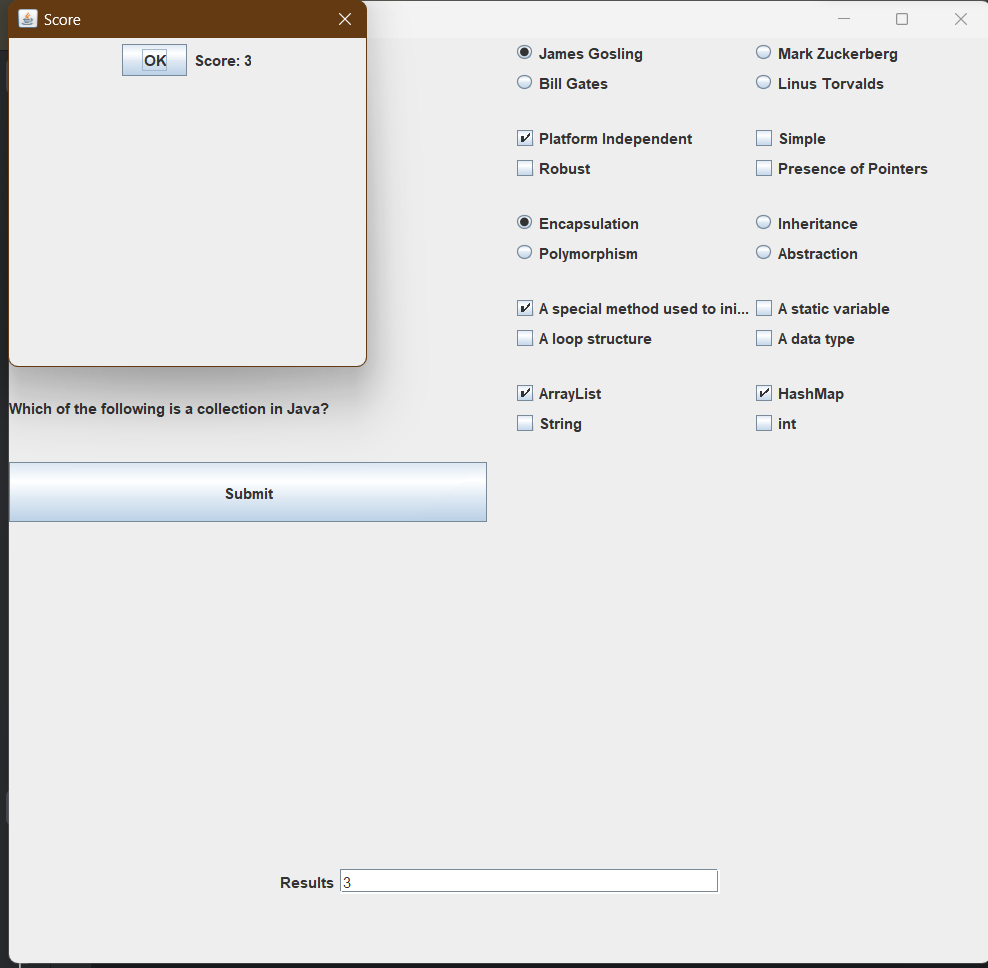 Score
OK Score: 3
James Gosling Mark Zuckerberg
Bill Gates Linus Torvalds
Platform Independent Simple
Robust Presence of Pointers
Encapsulation Inheritance
Polymorphism Abstraction
A special method used to ini... A static variable
A loop structure A data type
ArrayList HashMap
Which of the following is a collection in Java?
String int
Submit
Results 3